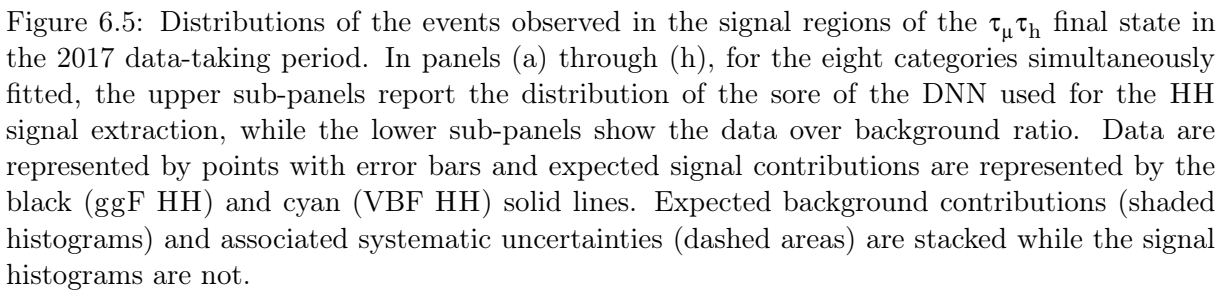 Figure 6.5: Distributions of the events observed in the signal regions of the τμτh final state in
the 2017 data-taking period. In panels (a) through (h), for the eight categories simultaneously
fitted, the upper sub-panels report the distribution of the sore of the DNN used for the HH
signal extraction, while the lower sub-panels show the data over background ratio. Data are
represented by points with error bars and expected signal contributions are represented by the
black (ggF HH) and cyan (VBF HH) solid lines. Expected background contributions (shaded
histograms) and associated systematic uncertainties (dashed areas) are stacked while the signal
histograms are not.